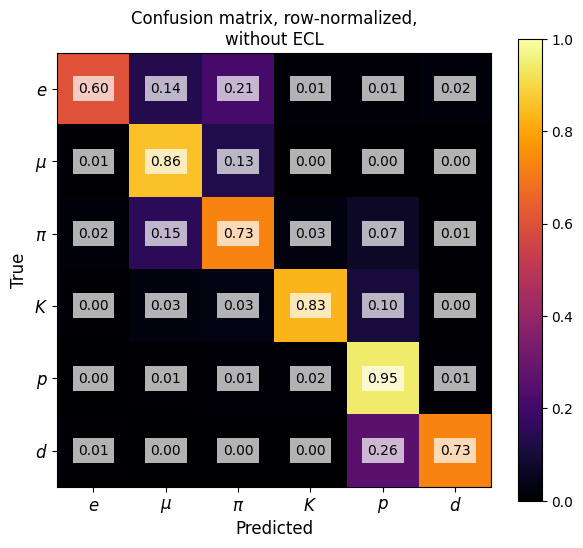 Confusion matrix, row-normalized,
without ECL
True
e 0.60 0.14 0.21 0.01 0.01 0.02
μ 0.01 0.86 0.13 0.00 0.00 0.00
π 0.02 0.15 0.73 0.03 0.07 0.01
K 0.00 0.03 0.03 0.83 0.10 0.00
p 0.00 0.01 0.01 0.02 0.95 0.01
d 0.01 0.00 0.00 0.00 0.26 0.73
e μ π K p d
Predicted
1.0
0.8
0.6
0.4
0.2
0.0